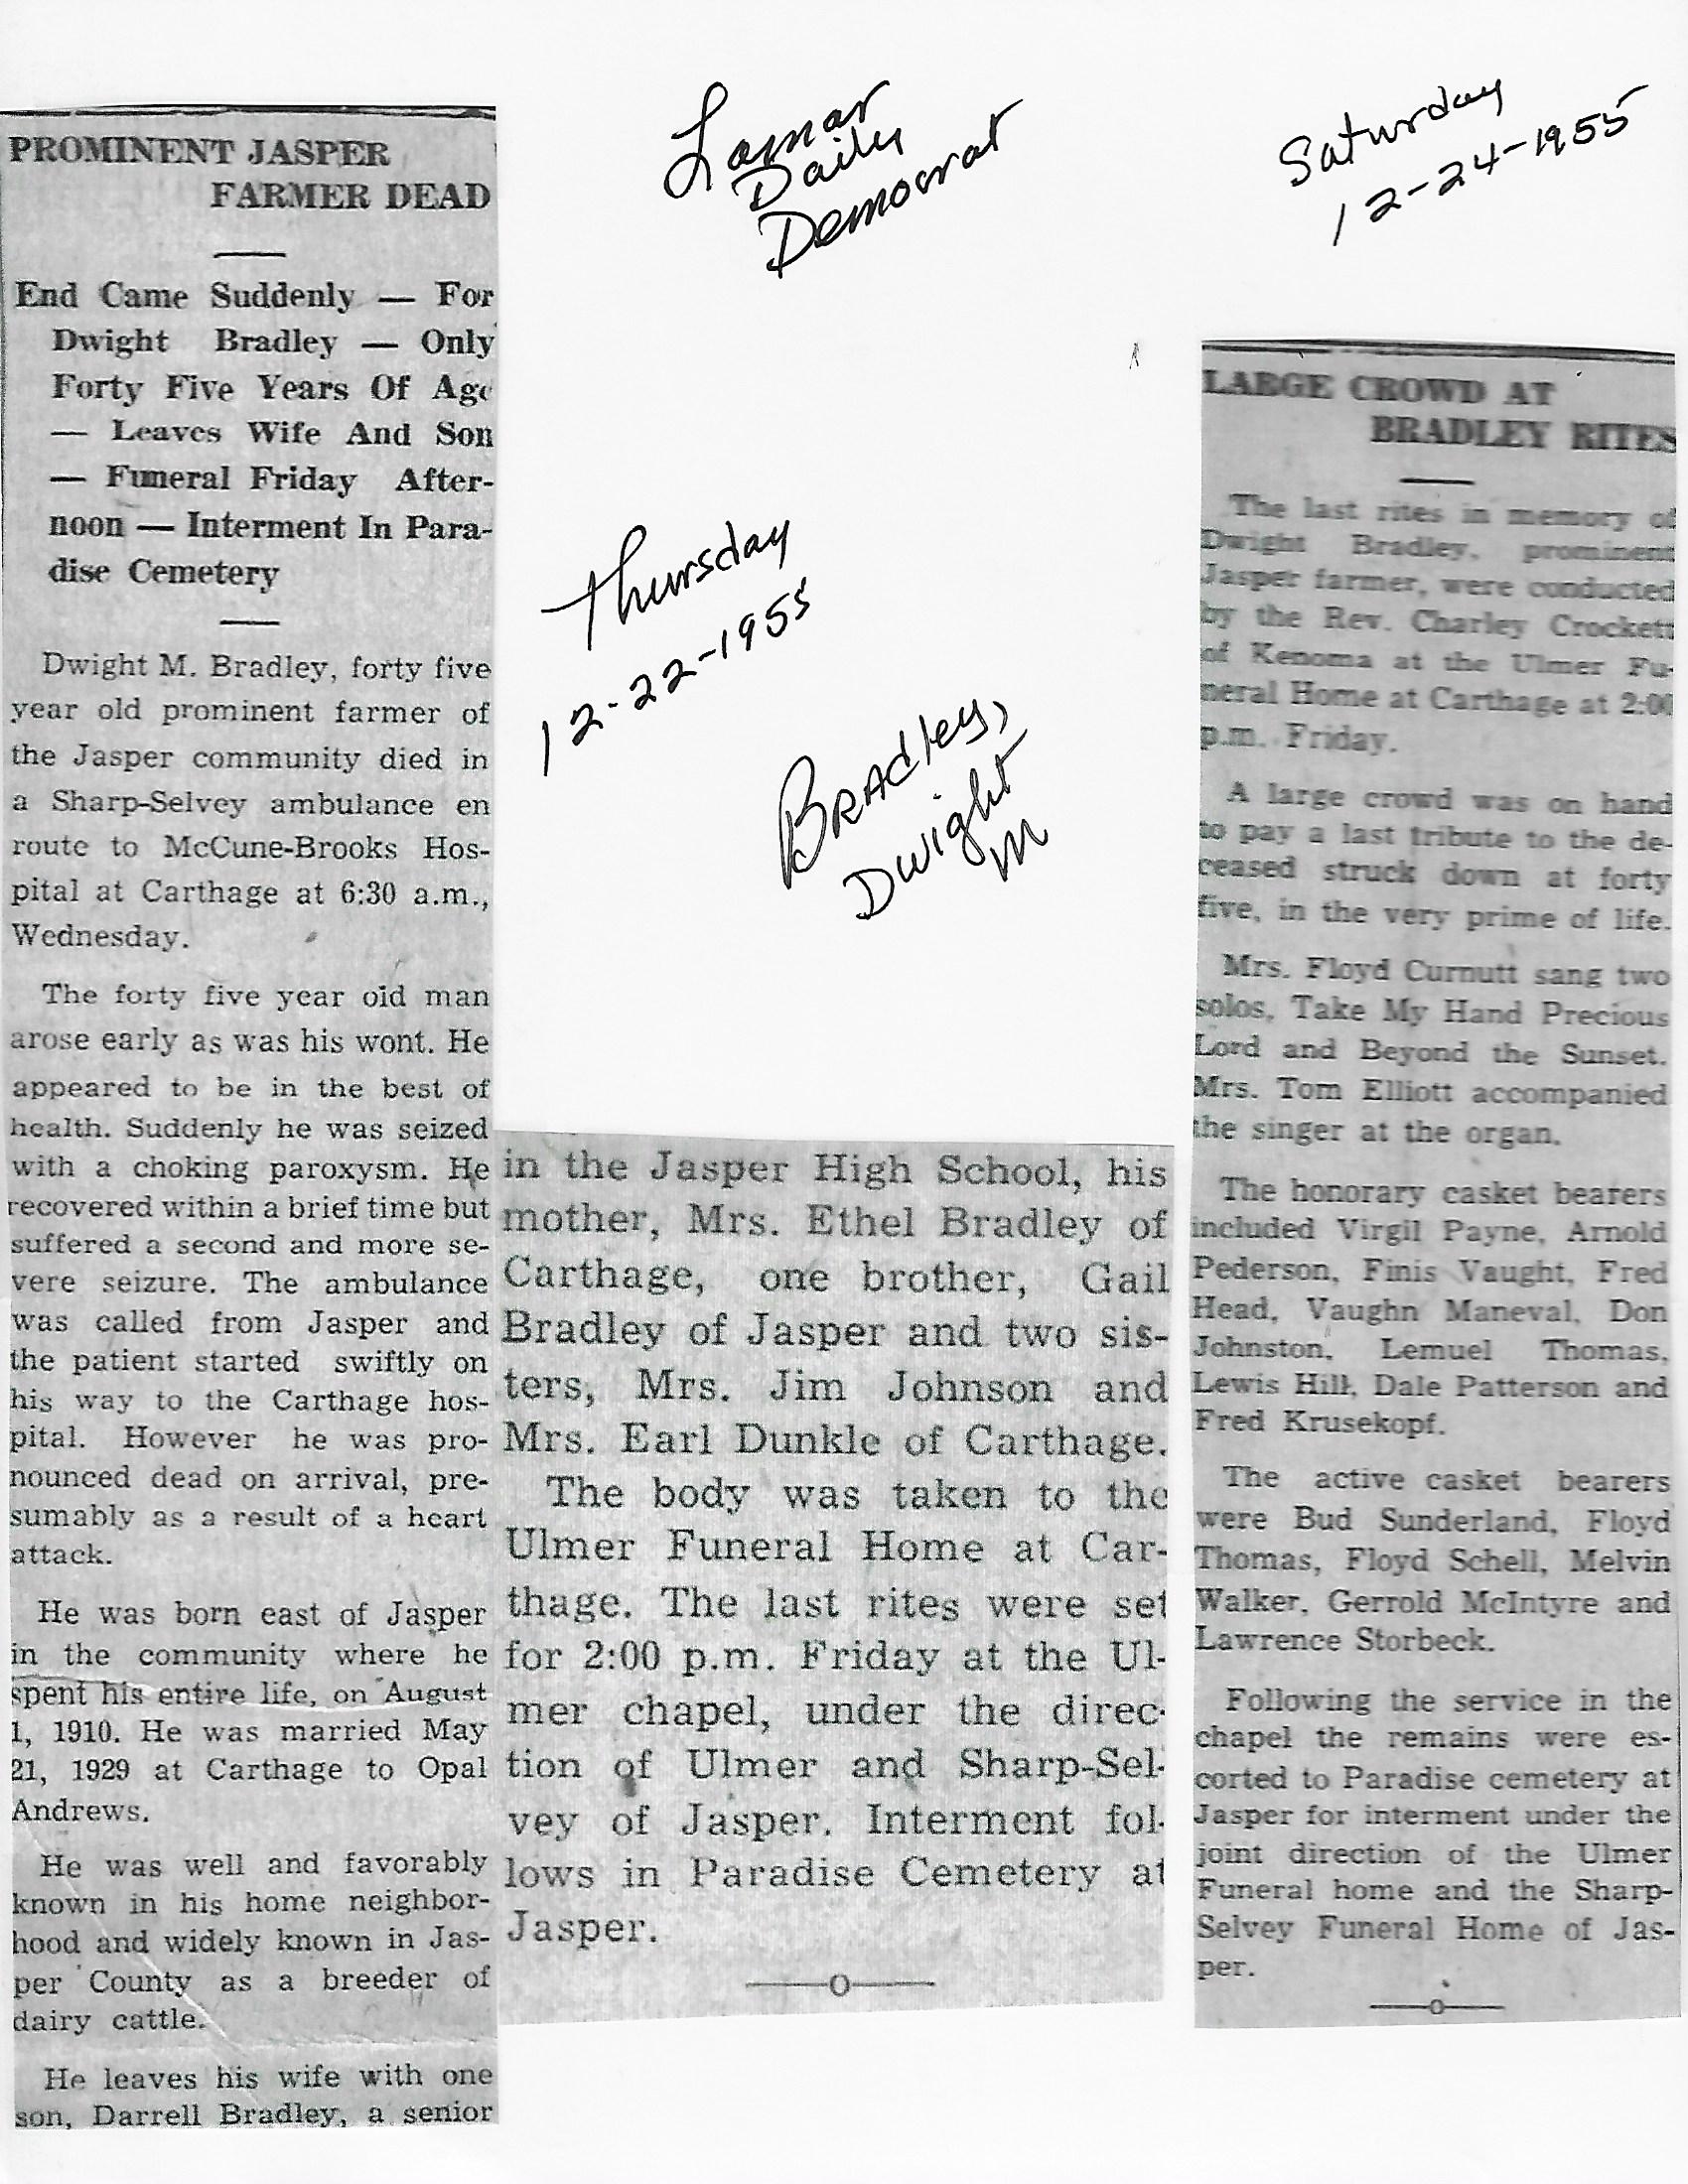 Lamar
Daily
Democrat
Saturday
12-24-1955
PROMINENT JASPER
FARMER DEAD
End Came Suddenly — For
Dwight Bradley — Only
Forty Five Years Of Age
— Leaves Wife And Son
— Funeral Friday After-
noon — Interment In Para-
dise Cemetery
Dwight M. Bradley, forty five
year old prominent farmer of
the Jasper community died in
a Sharp-Selvey ambulance en
route to McCune-Brooks Hos-
pital at Carthage at 6:30 a.m.,
Wednesday.
The forty five year old man
arose early as was his wont. He
appeared to be in the best of
health. Suddenly he was seized
with a choking paroxysm. He
recovered within a brief time but
suffered a second and more se-
vere seizure. The ambulance
was called from Jasper and
the patient started swiftly on
his way to the Carthage hos-
pital. However he was pro-
nounced dead on arrival, pre-
sumably as a result of a heart
attack.
He was born east of Jasper
in the community where he
spent his entire life, on August
1, 1910. He was married May
21, 1929 at Carthage to Opal
Andrews.
He was well and favorably
known in his home neighbor-
hood and widely known in Jas-
per County as a breeder of
dairy cattle.
He leaves his wife with one
son, Darrell Bradley, a senior
Thursday
12-22-1955
Bradley,
Dwight
M
in the Jasper High School, his
mother, Mrs. Ethel Bradley of
Carthage, one brother, Gail
Bradley of Jasper and two sis-
ters, Mrs. Jim Johnson and
Mrs. Earl Dunkle of Carthage.
The body was taken to the
Ulmer Funeral Home at Car-
thage. The last rites were set
for 2:00 p.m. Friday at the Ul-
mer chapel, under the direc-
tion of Ulmer and Sharp-Sel-
vey of Jasper. Interment fol-
lows in Paradise Cemetery at
Jasper.
LARGE CROWD AT
BRADLEY RITES
The last rites in memory of
Dwight Bradley, prominent
Jasper farmer, were conducted
by the Rev. Charley Crockett
of Kenoma at the Ulmer Fu-
neral Home at Carthage at 2:00
p.m. Friday.
A large crowd was on hand
to pay a last tribute to the de-
ceased struck down at forty
five, in the very prime of life.
Mrs. Floyd Curnutt sang two
solos, Take My Hand Precious
Lord and Beyond the Sunset.
Mrs. Tom Elliott accompanied
the singer at the organ.
The honorary casket bearers
included Virgil Payne, Arnold
Pederson, Finis Vaught, Fred
Head, Vaughn Maneval, Don
Johnston, Lemuel Thomas,
Lewis Hill, Dale Patterson and
Fred Krusekopf.
The active casket bearers
were Bud Sunderland, Floyd
Thomas, Floyd Schell, Melvin
Walker, Gerrold McIntyre and
Lawrence Storbeck.
Following the service in the
chapel the remains were es-
corted to Paradise cemetery at
Jasper for interment under the
joint direction of the Ulmer
Funeral home and the Sharp-
Selvey Funeral Home of Jas-
per.